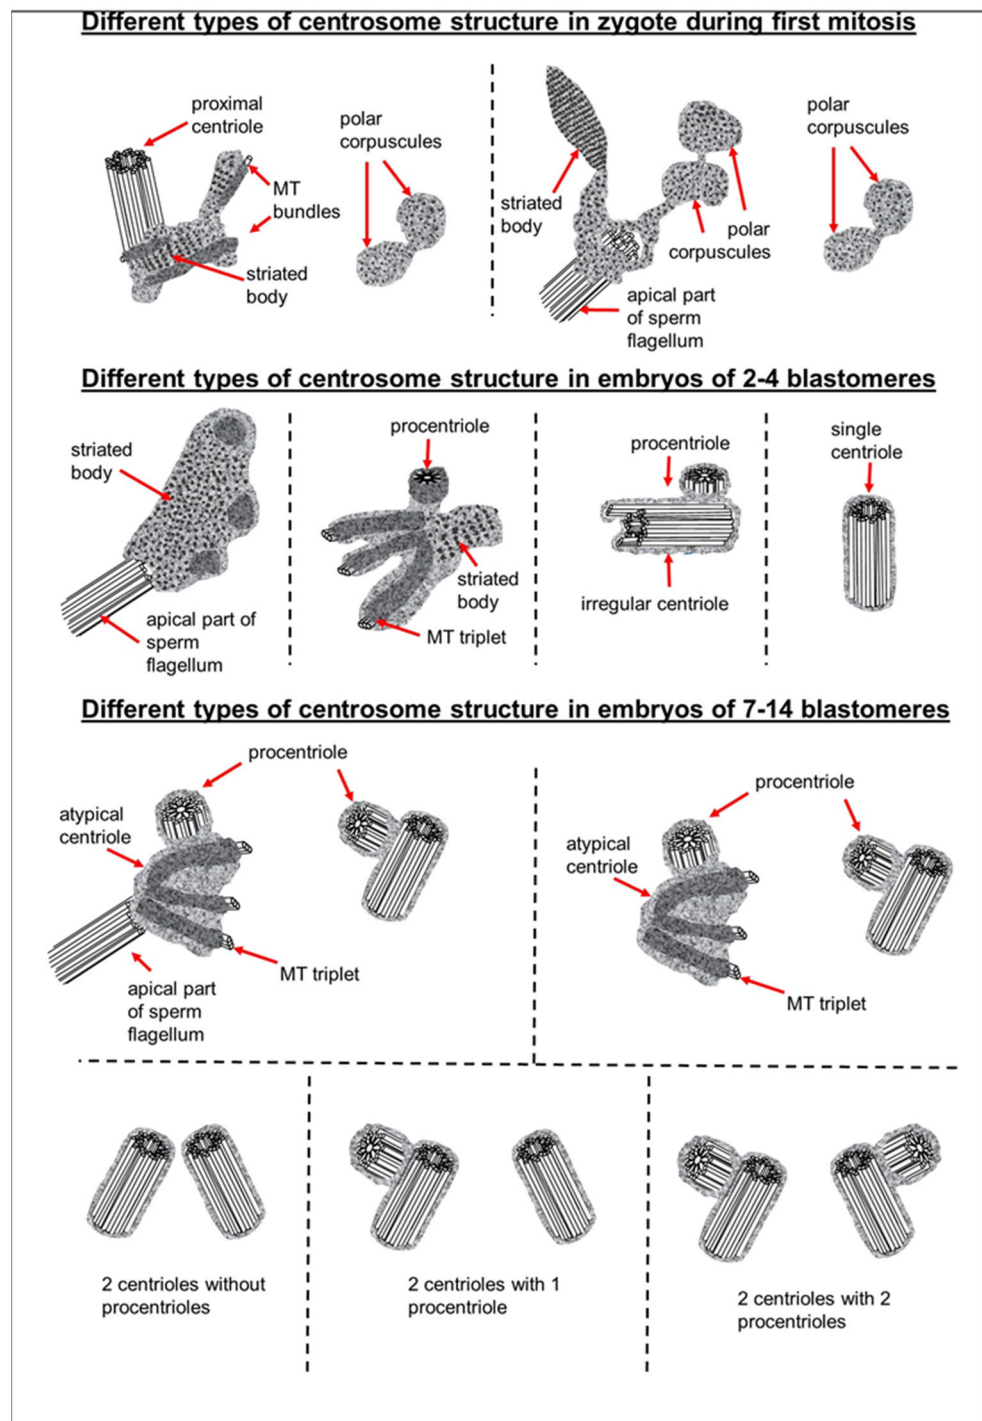 Different types of centrosome structure in zygote during first mitosis
proximal
centriole
polar
corpuscules
MT
bundles
striated
body
striated
body
polar
corpuscules
apical part
of sperm
flagellum
polar
corpuscules
Different types of centrosome structure in embryos of 2-4 blastomeres
striated
body
apical part of
sperm
flagellum
procentriole
striated
body
MT triplet
procentriole
irregular centriole
single
centriole
Different types of centrosome structure in embryos of 7-14 blastomeres
procentriole
atypical
centriole
MT triplet
apical part
of sperm
flagellum
procentriole
atypical
centriole
MT triplet
2 centrioles without
procentrioles
2 centrioles with 1
procentriole
2 centrioles with 2
procentrioles